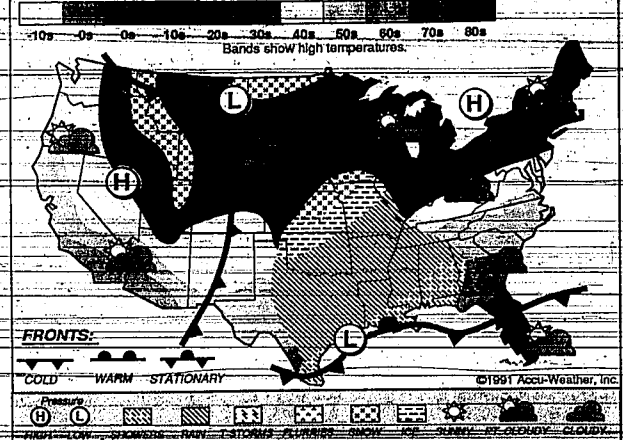 -10s -0s 0s 10s 20s 30s 40s 50s 60s 70s 80s
Bands show high temperatures.
L
H
H
L
FRONTS:
COLD WARM STATIONARY
©1991 Accu-Weather, Inc.
Pressure
H L
HIGH LOW SHOWERS RAIN T-STORMS FLURRIES SNOW ICE SUNNY PT. CLOUDY CLOUDY